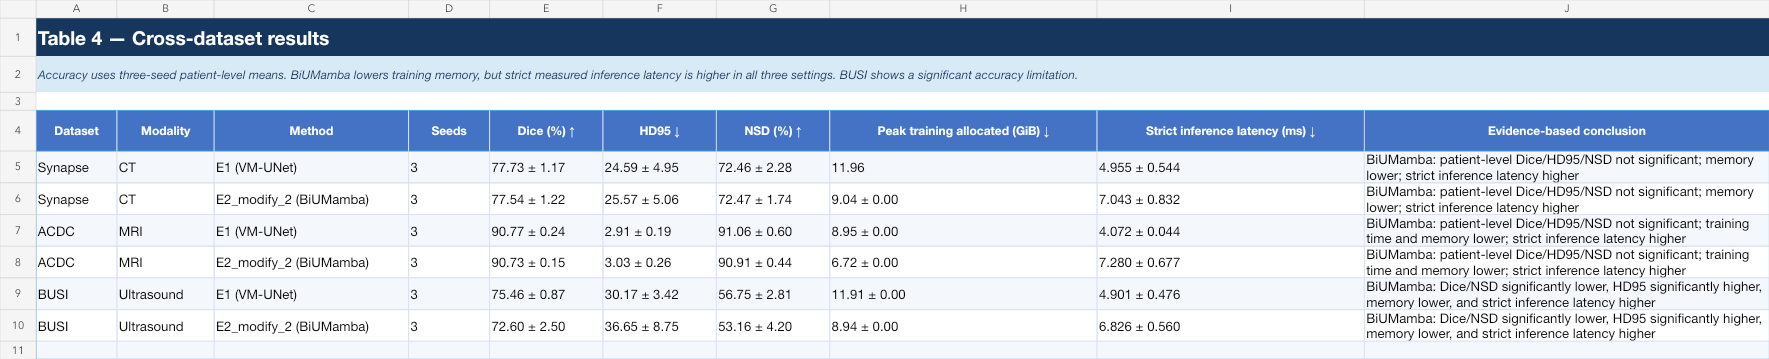 A B C D E F G H I J
1 Table 4 — Cross-dataset results
2 Accuracy uses three-seed patient-level means. BiUMamba lowers training memory, but strict measured inference latency is higher in all three settings. BUSI shows a significant accuracy limitation.
3
4 Dataset Modality Method Seeds Dice (%) ↑ HD95 ↓ NSD (%) ↑ Peak training allocated (GiB) ↓ Strict inference latency (ms) ↓ Evidence-based conclusion
5 Synapse CT E1 (VM-UNet) 3 77.73 ± 1.17 24.59 ± 4.95 72.46 ± 2.28 11.96 4.955 ± 0.544 BiUMamba: patient-level Dice/HD95/NSD not significant; memory
lower; strict inference latency higher
6 Synapse CT E2_modify_2 (BiUMamba) 3 77.54 ± 1.22 25.57 ± 5.06 72.47 ± 1.74 9.04 ± 0.00 7.043 ± 0.832 BiUMamba: patient-level Dice/HD95/NSD not significant; memory
lower; strict inference latency higher
7 ACDC MRI E1 (VM-UNet) 3 90.77 ± 0.24 2.91 ± 0.19 91.06 ± 0.60 8.95 ± 0.00 4.072 ± 0.044 BiUMamba: patient-level Dice/HD95/NSD not significant; training
time and memory lower; strict inference latency higher
8 ACDC MRI E2_modify_2 (BiUMamba) 3 90.73 ± 0.15 3.03 ± 0.26 90.91 ± 0.44 6.72 ± 0.00 7.280 ± 0.677 BiUMamba: patient-level Dice/HD95/NSD not significant; training
time and memory lower; strict inference latency higher
9 BUSI Ultrasound E1 (VM-UNet) 3 75.46 ± 0.87 30.17 ± 3.42 56.75 ± 2.81 11.91 ± 0.00 4.901 ± 0.476 BiUMamba: Dice/NSD significantly lower, HD95 significantly higher,
memory lower, and strict inference latency higher
10 BUSI Ultrasound E2_modify_2 (BiUMamba) 3 72.60 ± 2.50 36.65 ± 8.75 53.16 ± 4.20 8.94 ± 0.00 6.826 ± 0.560 BiUMamba: Dice/NSD significantly lower, HD95 significantly higher,
memory lower, and strict inference latency higher
11